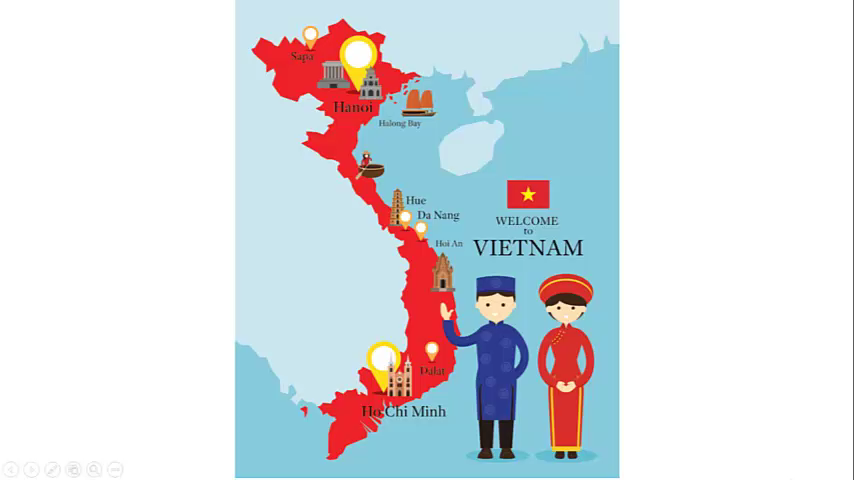 Sapa
Hanoi
Halong Bay
Hue
Da Nang
Hoi An
WELCOME
to
VIETNAM
Dalat
Ho Chi Minh